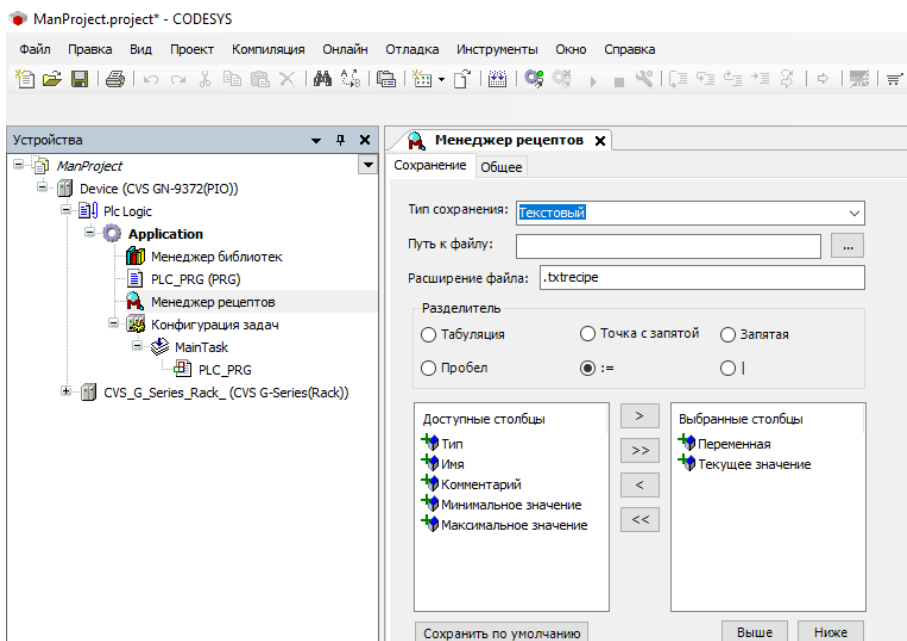 ManProject.project* - CODESYS
Файл Правка Вид Проект Компиляция Онлайн Отладка Инструменты Окно Справка
Устройства
ManProject
Device (CVS GN-9372(PIO))
Plc Logic
Application
Менеджер библиотек
PLC_PRG (PRG)
Менеджер рецептов
Конфигурация задач
MainTask
PLC_PRG
CVS_G_Series_Rack_ (CVS G-Series(Rack))
Менеджер рецептов
Сохранение Общее
Тип сохранения: Текстовый
Путь к файлу: ...
Расширение файла: .txtrecipe
Разделитель
Табуляция Точка с запятой Запятая
Пробел := |
Доступные столбцы
Тип
Имя
Комментарий
Минимальное значение
Максимальное значение
>
>>
<
<<
Выбранные столбцы
Переменная
Текущее значение
Сохранить по умолчанию Выше Ниже